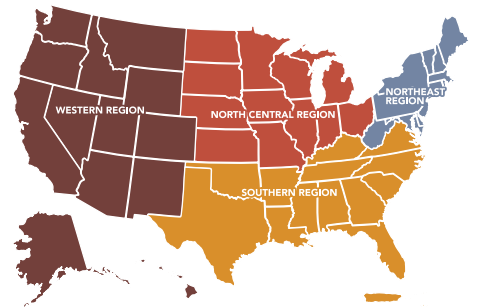 WESTERN REGION
NORTH CENTRAL REGION
NORTHEAST
REGION
SOUTHERN REGION